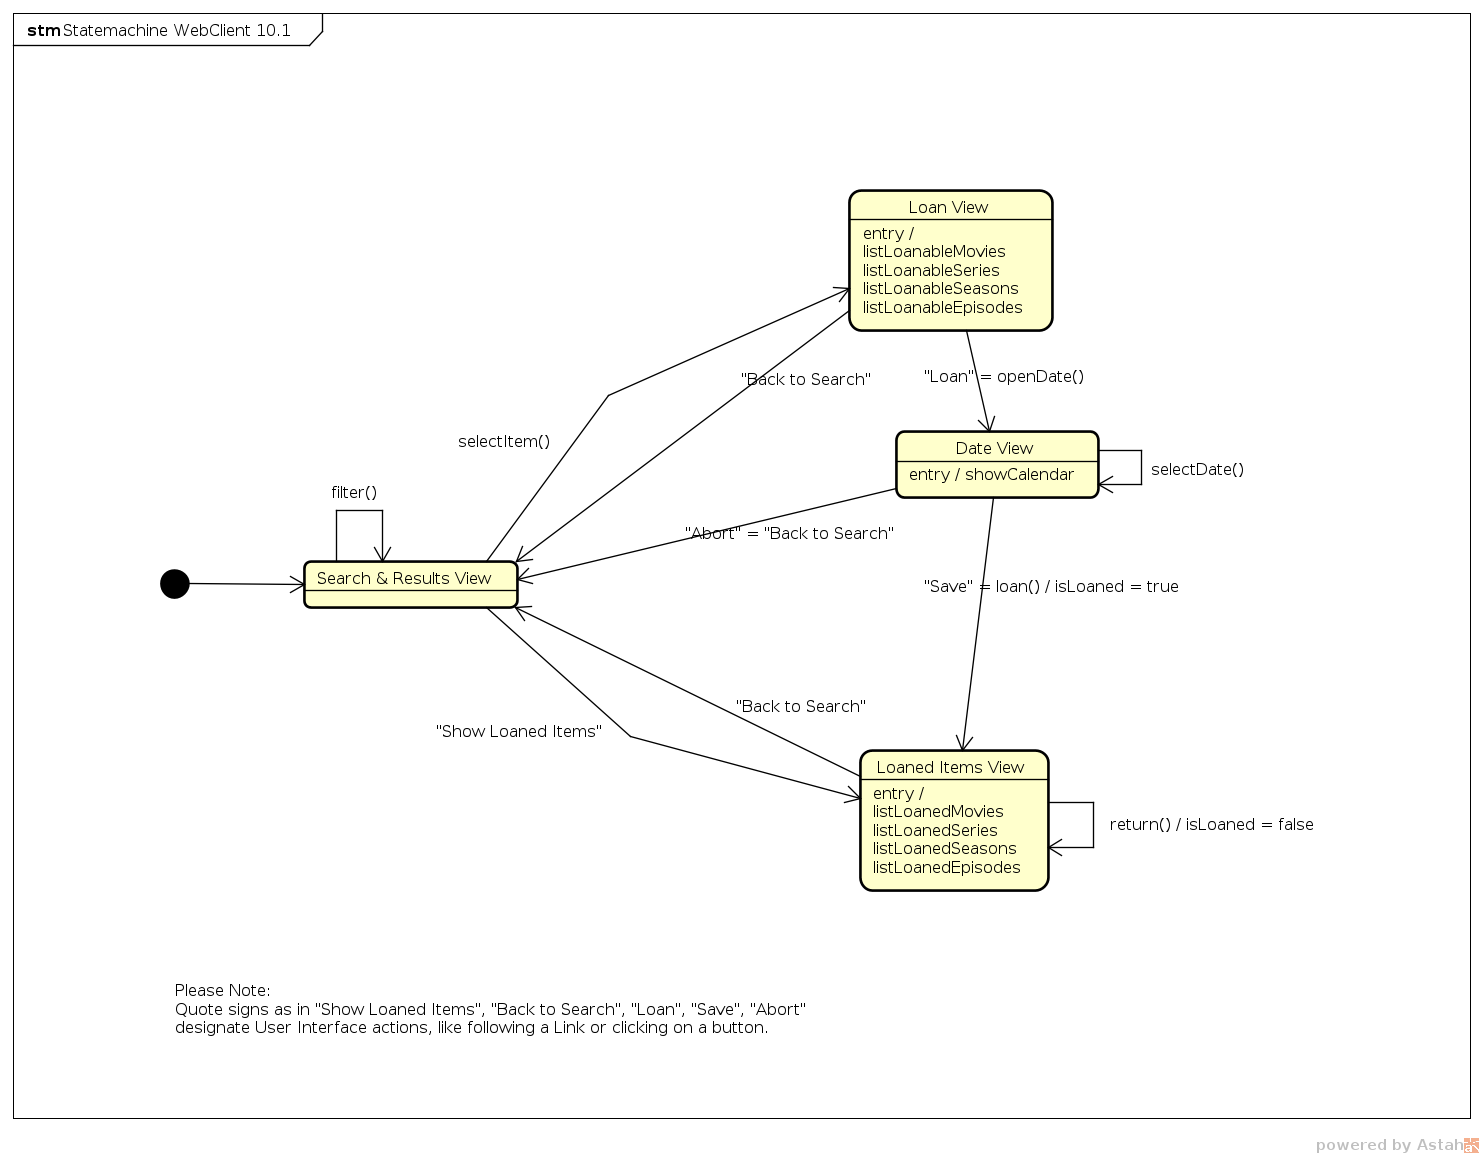 stm Statemachine WebClient 10.1
Loan View
entry /
listLoanableMovies
listLoanableSeries
listLoanableSeasons
listLoanableEpisodes
"Back to Search"
"Loan" = openDate()
selectItem()
Date View
entry / showCalendar
selectDate()
filter()
"Abort" = "Back to Search"
Search & Results View
"Save" = loan() / isLoaned = true
"Back to Search"
"Show Loaned Items"
Loaned Items View
entry /
listLoanedMovies
listLoanedSeries
listLoanedSeasons
listLoanedEpisodes
return() / isLoaned = false
Please Note:
Quote signs as in "Show Loaned Items", "Back to Search", "Loan", "Save", "Abort"
designate User Interface actions, like following a Link or clicking on a button.
powered by Astah